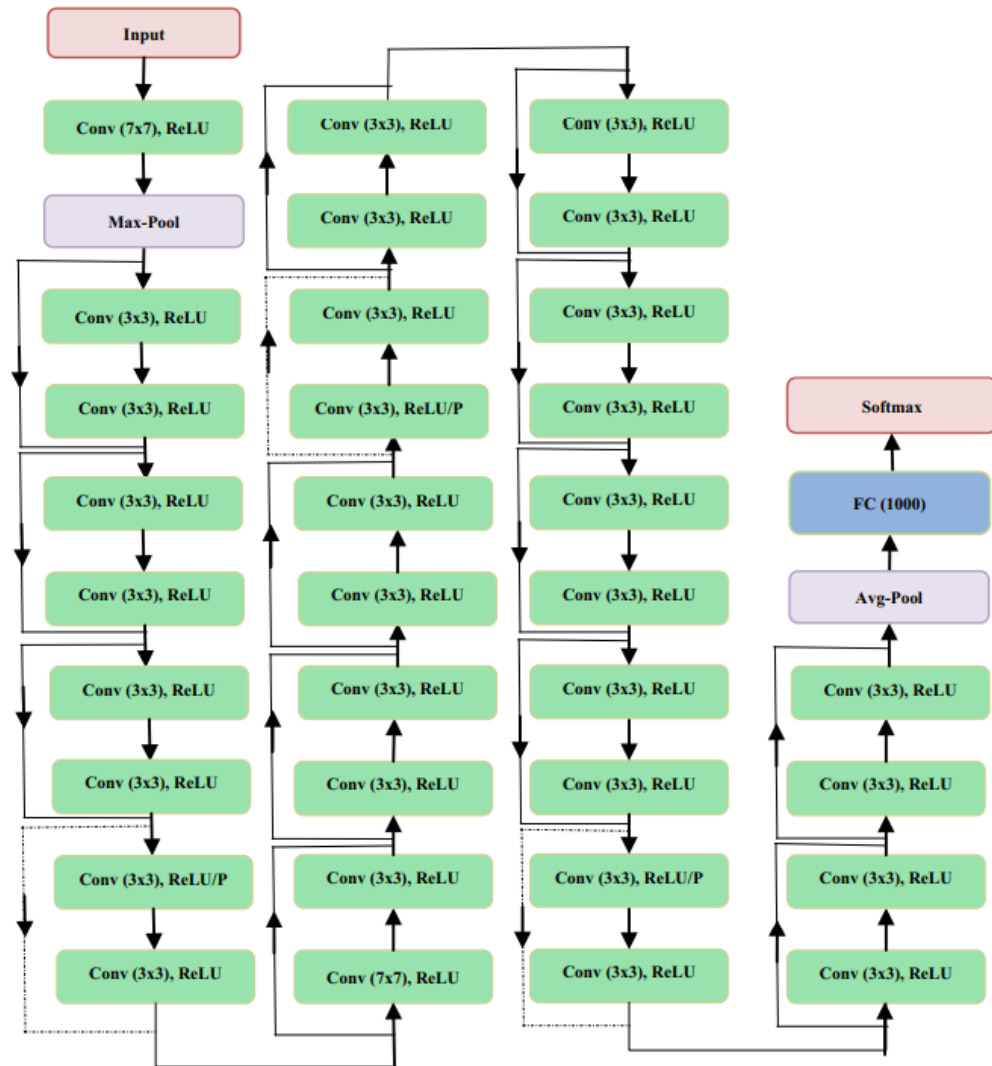 Input
Conv (7x7), ReLU
Max-Pool
Conv (3x3), ReLU
Conv (3x3), ReLU
Conv (3x3), ReLU
Conv (3x3), ReLU
Conv (3x3), ReLU
Conv (3x3), ReLU
Conv (3x3), ReLU/P
Conv (3x3), ReLU
Conv (7x7), ReLU
Conv (3x3), ReLU
Conv (3x3), ReLU
Conv (3x3), ReLU
Conv (3x3), ReLU
Conv (3x3), ReLU
Conv (3x3), ReLU/P
Conv (3x3), ReLU
Conv (3x3), ReLU
Conv (3x3), ReLU
Conv (3x3), ReLU
Conv (3x3), ReLU
Conv (3x3), ReLU
Conv (3x3), ReLU
Conv (3x3), ReLU
Conv (3x3), ReLU
Conv (3x3), ReLU
Conv (3x3), ReLU
Conv (3x3), ReLU/P
Conv (3x3), ReLU
Conv (3x3), ReLU
Conv (3x3), ReLU
Conv (3x3), ReLU
Conv (3x3), ReLU
Avg-Pool
FC (1000)
Softmax